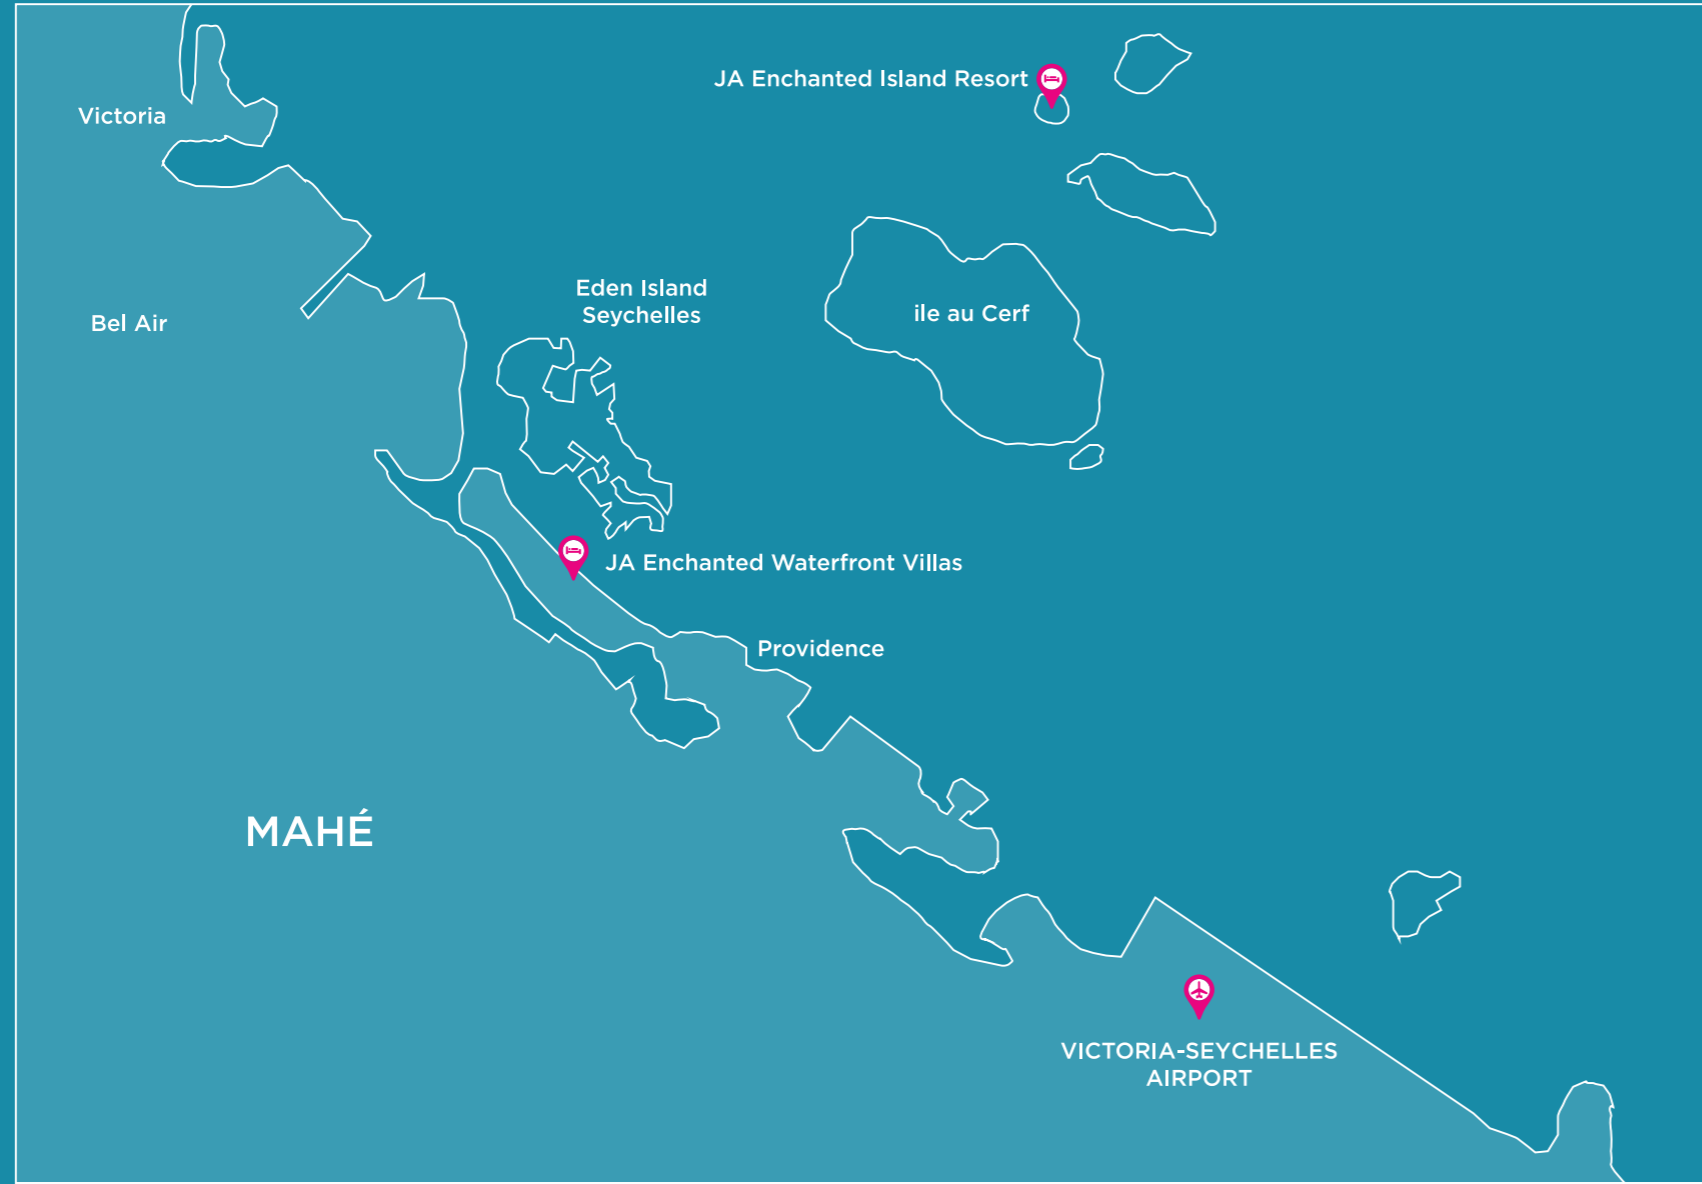 JA Enchanted Island Resort
Victoria
Eden Island
Seychelles
ile au Cerf
Bel Air
JA Enchanted Waterfront Villas
Providence
MAHÉ
VICTORIA-SEYCHELLES
AIRPORT